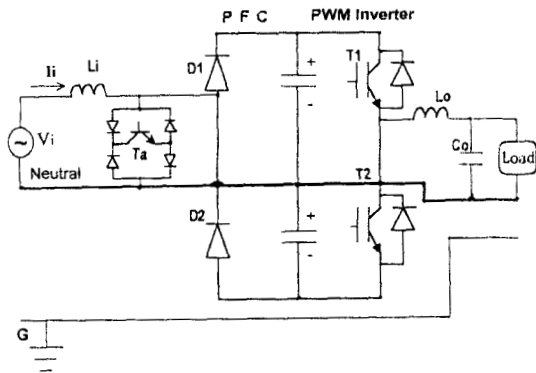 P F C PWM Inverter
Ii Li D1 + T1
Lo
Vi Ta - Co Load
Neutral T2
D2 +
-
G